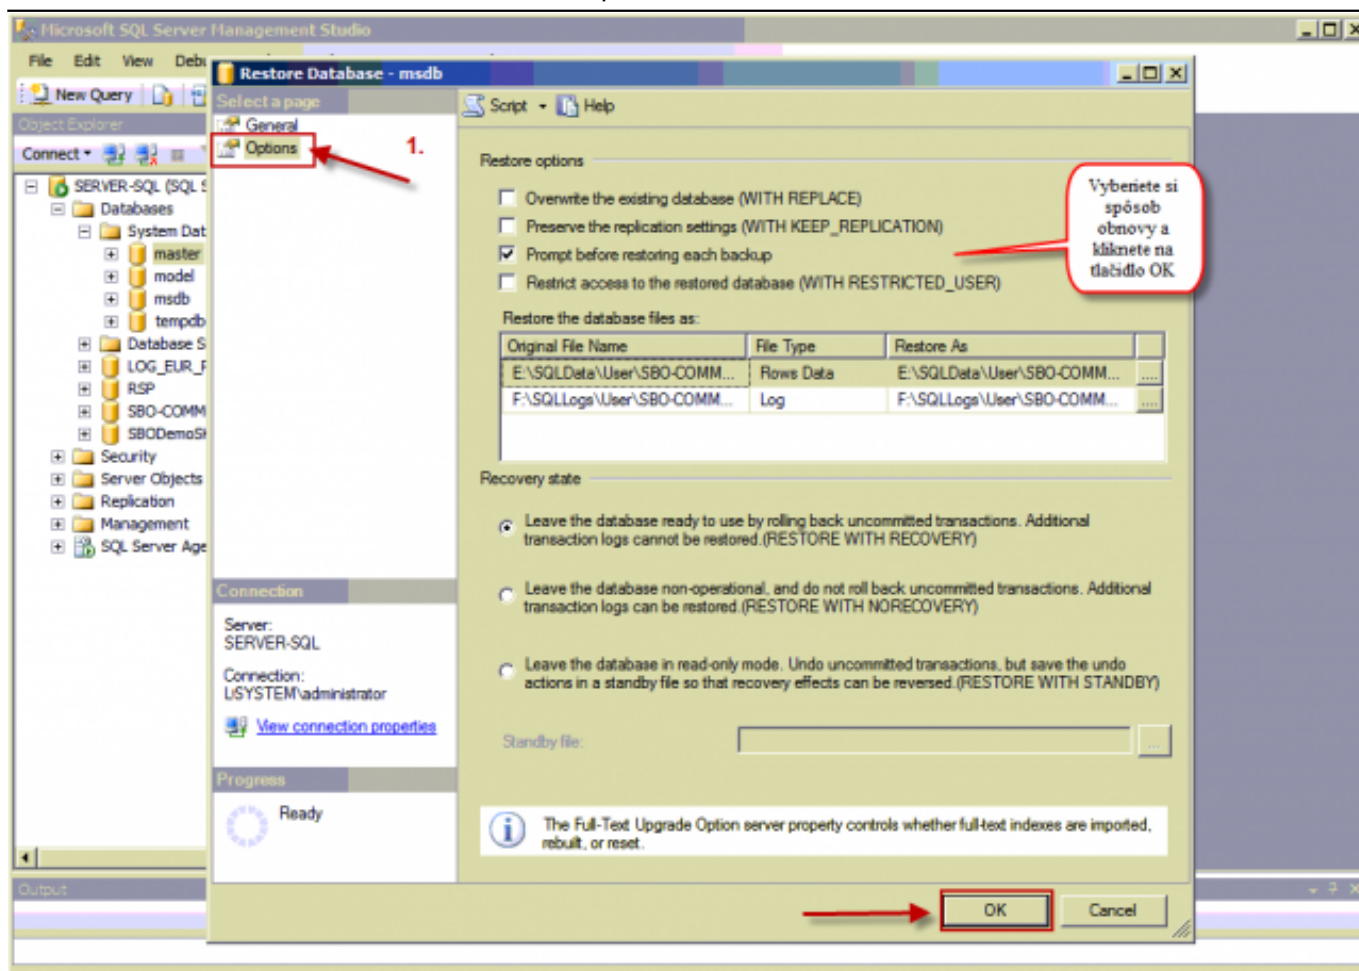 Microsoft SQL Server Management Studio
File Edit View Debu
New Query
Object Explorer
Connect
SERVER-SQL (SQL S
Databases
System Dat
master
model
msdb
tempdb
Database S
LOG_EUR_F
RSP
SBO-COMM
SBODemoSK
Security
Server Objects
Replication
Management
SQL Server Age
Output
Restore Database - msdb
Select a page
General
Options
1.
Connection
Server:
SERVER-SQL
Connection:
LISYSTEM\administrator
View connection properties
Progress
Ready
Script Help
Restore options
Overwrite the existing database (WITH REPLACE)
Preserve the replication settings (WITH KEEP_REPLICATION)
Prompt before restoring each backup
Restrict access to the restored database (WITH RESTRICTED_USER)
Vyberiete si
spôsob
obnovy a
kliknete na
tlačidlo OK
Restore the database files as:
Original File Name File Type Restore As
E:\SQLData\User\SBO-COMM... Rows Data E:\SQLData\User\SBO-COMM... ...
F:\SQLLogs\User\SBO-COMM... Log F:\SQLLogs\User\SBO-COMM... ...
Recovery state
Leave the database ready to use by rolling back uncommitted transactions. Additional
transaction logs cannot be restored.(RESTORE WITH RECOVERY)
Leave the database non-operational, and do not roll back uncommitted transactions. Additional
transaction logs can be restored.(RESTORE WITH NORECOVERY)
Leave the database in read-only mode. Undo uncommitted transactions, but save the undo
actions in a standby file so that recovery effects can be reversed.(RESTORE WITH STANDBY)
Standby file: ...
The Full-Text Upgrade Option server property controls whether full-text indexes are imported,
rebuilt, or reset.
OK Cancel